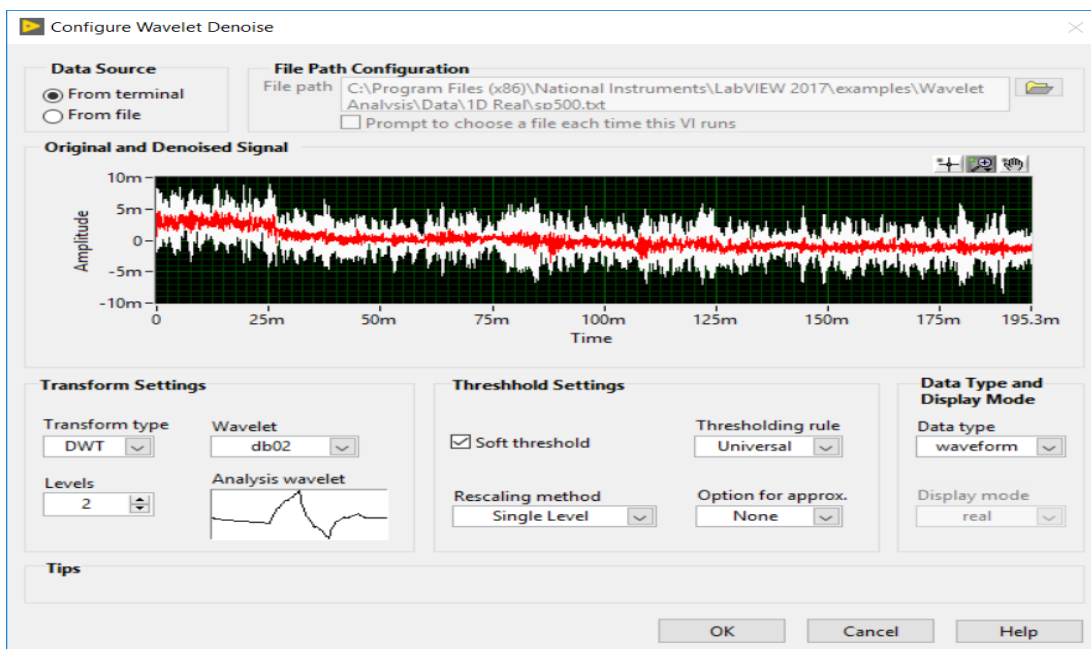 Configure Wavelet Denoise
Data Source
From terminal
From file
File Path Configuration
File path
C:\Program Files (x86)\National Instruments\LabVIEW 2017\examples\Wavelet
Analysis\Data\1D Real\sp500.txt
Prompt to choose a file each time this VI runs
Original and Denoised Signal
Amplitude
10m
5m
0
-5m
-10m
0 25m 50m 75m 100m 125m 150m 175m 195.3m
Time
Transform Settings
Transform type
DWT
Wavelet
db02
Levels
2
Analysis wavelet
Threshhold Settings
Soft threshold
Thresholding rule
Universal
Rescaling method
Single Level
Option for approx.
None
Data Type and
Display Mode
Data type
waveform
Display mode
real
Tips
OK Cancel Help